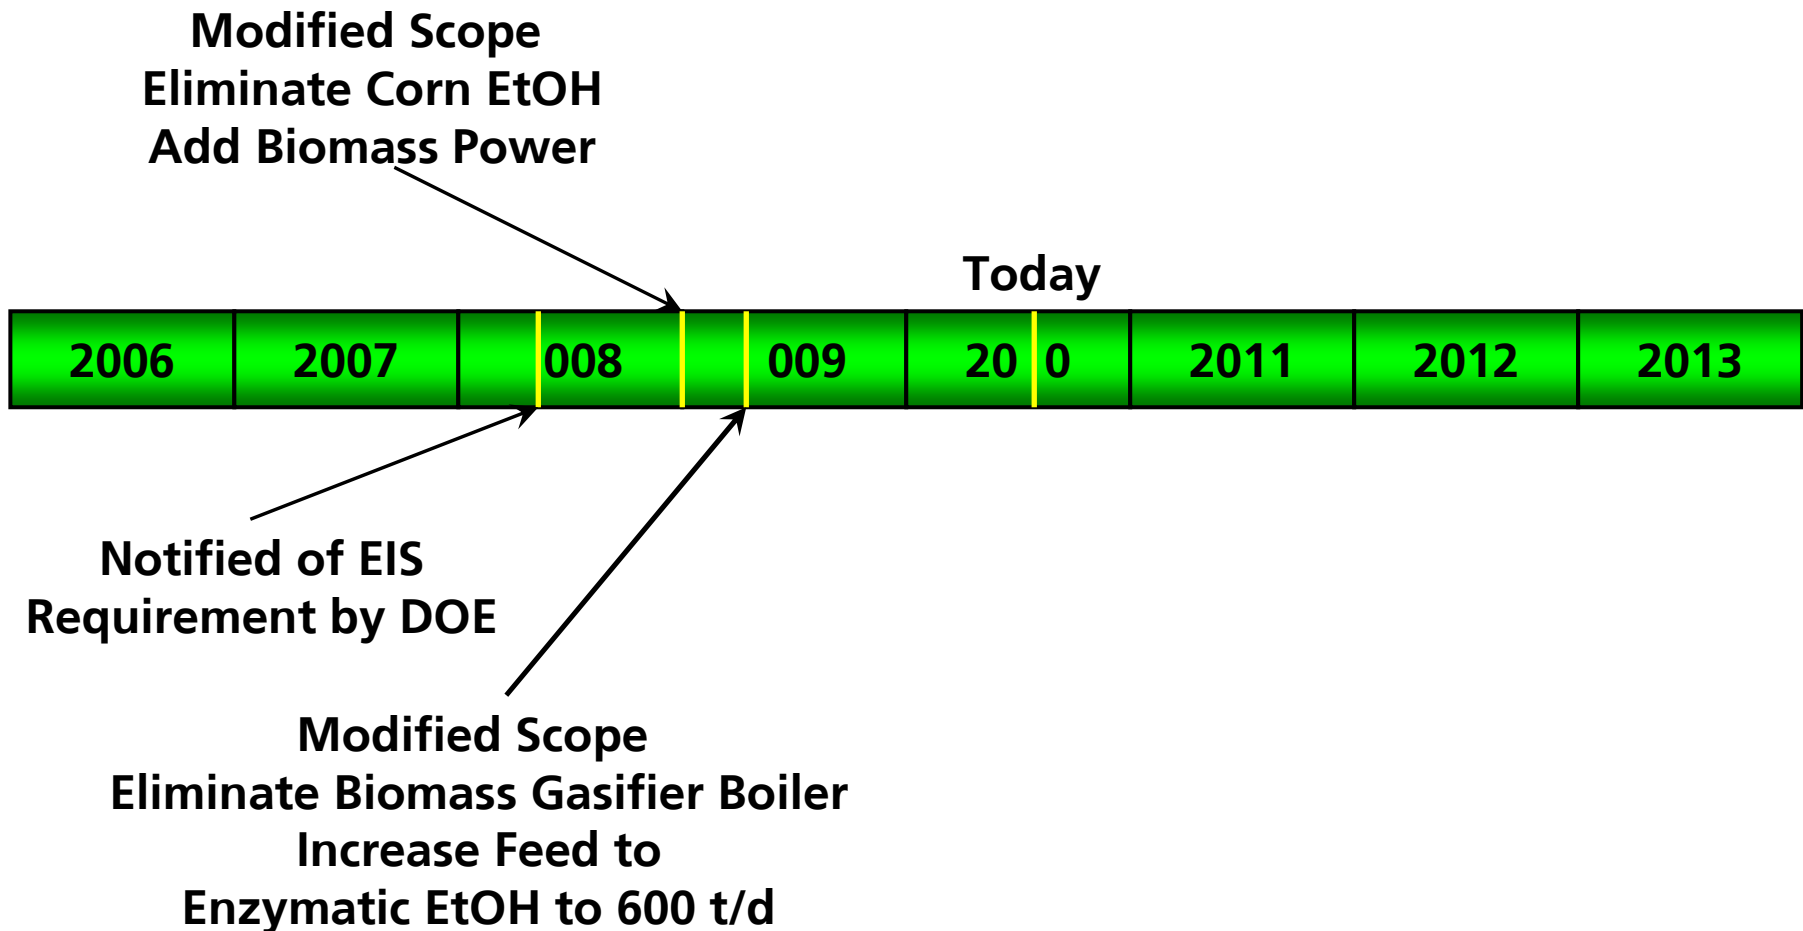 Modified Scope
Eliminate Corn EtOH
Add Biomass Power
Today
2006 2007 008 009 20 0 2011 2012 2013
Notified of EIS
Requirement by DOE
Modified Scope
Eliminate Biomass Gasifier Boiler
Increase Feed to
Enzymatic EtOH to 600 t/d